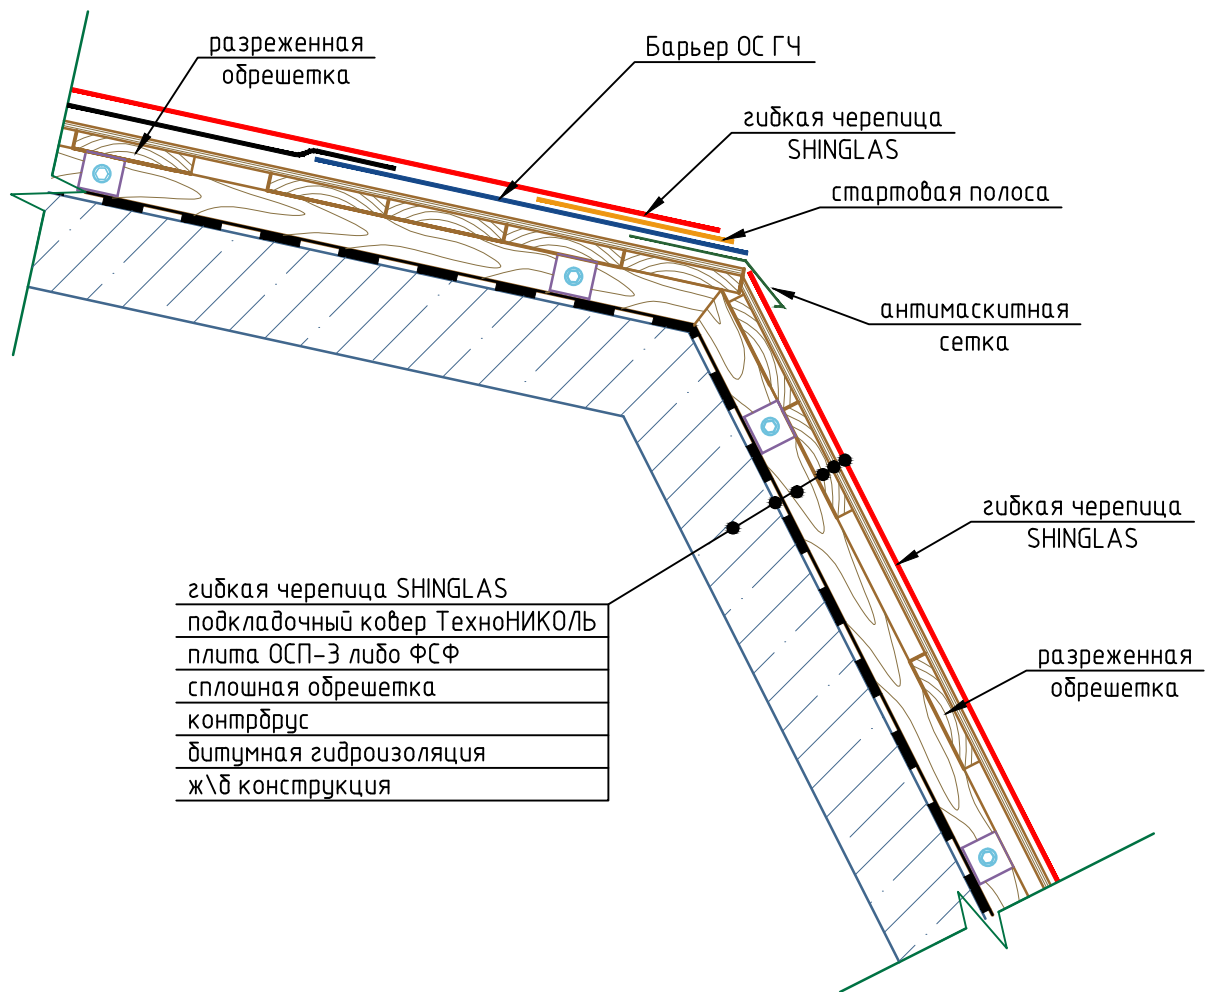 разреженная
обрешетка
Барьер ОС ГЧ
гибкая черепица
SHINGLAS
стартовая полоса
антимаскитная
сетка
гибкая черепица
SHINGLAS
гибкая черепица SHINGLAS
подкладочный ковер ТехноНИКОЛЬ
плита ОСП-3 либо ФСФ
сплошная обрешетка
контрбрус
битумная гидроизоляция
ж\б конструкция
разреженная
обрешетка